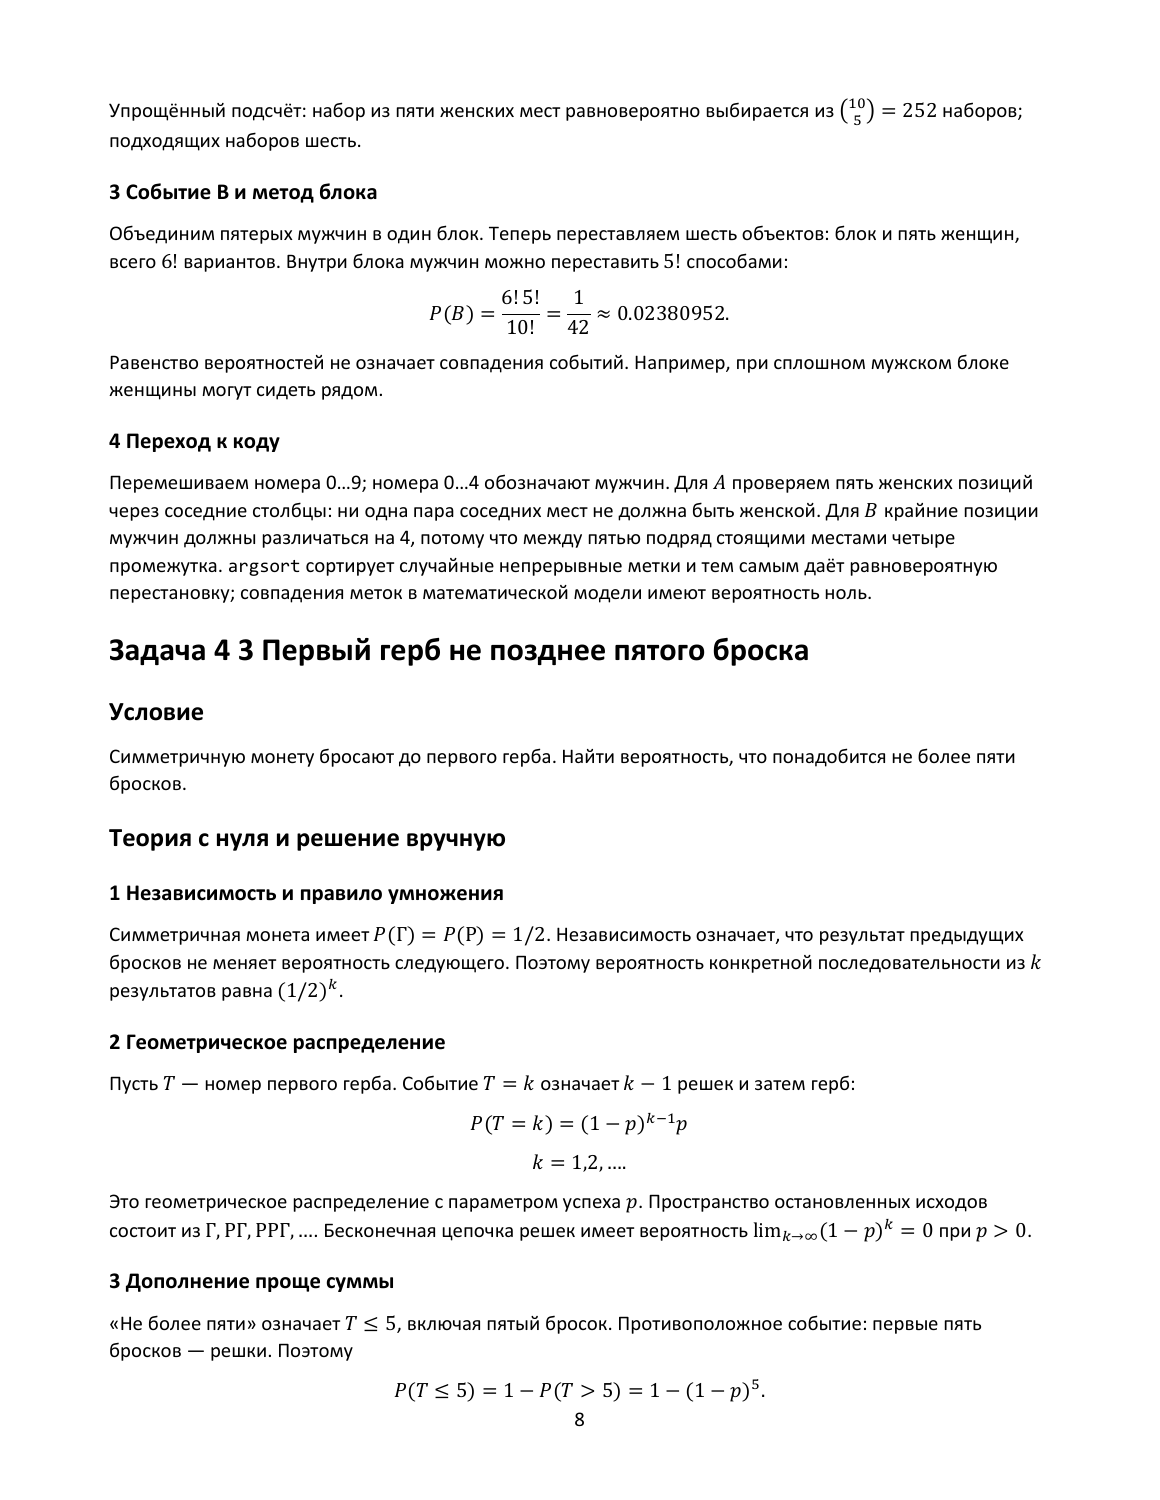 Упрощённый подсчёт: набор из пяти женских мест равновероятно выбирается из $\binom{10}{5} = 252$ наборов;
подходящих наборов шесть.
3 Событие B и метод блока
Объединим пятерых мужчин в один блок. Теперь переставляем шесть объектов: блок и пять женщин,
всего 6! вариантов. Внутри блока мужчин можно переставить 5! способами:
$P(B) = \frac{6!\,5!}{10!} = \frac{1}{42} \approx 0.02380952.$
Равенство вероятностей не означает совпадения событий. Например, при сплошном мужском блоке
женщины могут сидеть рядом.
4 Переход к коду
Перемешиваем номера 0…9; номера 0…4 обозначают мужчин. Для $A$ проверяем пять женских позиций
через соседние столбцы: ни одна пара соседних мест не должна быть женской. Для $B$ крайние позиции
мужчин должны различаться на 4, потому что между пятью подряд стоящими местами четыре
промежутка. argsort сортирует случайные непрерывные метки и тем самым даёт равновероятную
перестановку; совпадения меток в математической модели имеют вероятность ноль.
Задача 4 3 Первый герб не позднее пятого броска
Условие
Симметричную монету бросают до первого герба. Найти вероятность, что понадобится не более пяти
бросков.
Теория с нуля и решение вручную
1 Независимость и правило умножения
Симметричная монета имеет $P(Г) = P(Р) = 1/2$. Независимость означает, что результат предыдущих
бросков не меняет вероятность следующего. Поэтому вероятность конкретной последовательности из $k$
результатов равна $(1/2)^k$.
2 Геометрическое распределение
Пусть $T$ — номер первого герба. Событие $T = k$ означает $k - 1$ решек и затем герб:
$P(T = k) = (1 - p)^{k-1}p$
$k = 1,2, ….$
Это геометрическое распределение с параметром успеха $p$. Пространство остановленных исходов
состоит из Г, РГ, РРГ, …. Бесконечная цепочка решек имеет вероятность $\lim_{k\to\infty}(1 - p)^k = 0$ при $p > 0$.
3 Дополнение проще суммы
«Не более пяти» означает $T \leq 5$, включая пятый бросок. Противоположное событие: первые пять
бросков — решки. Поэтому
$P(T \leq 5) = 1 - P(T > 5) = 1 - (1 - p)^5.$
8